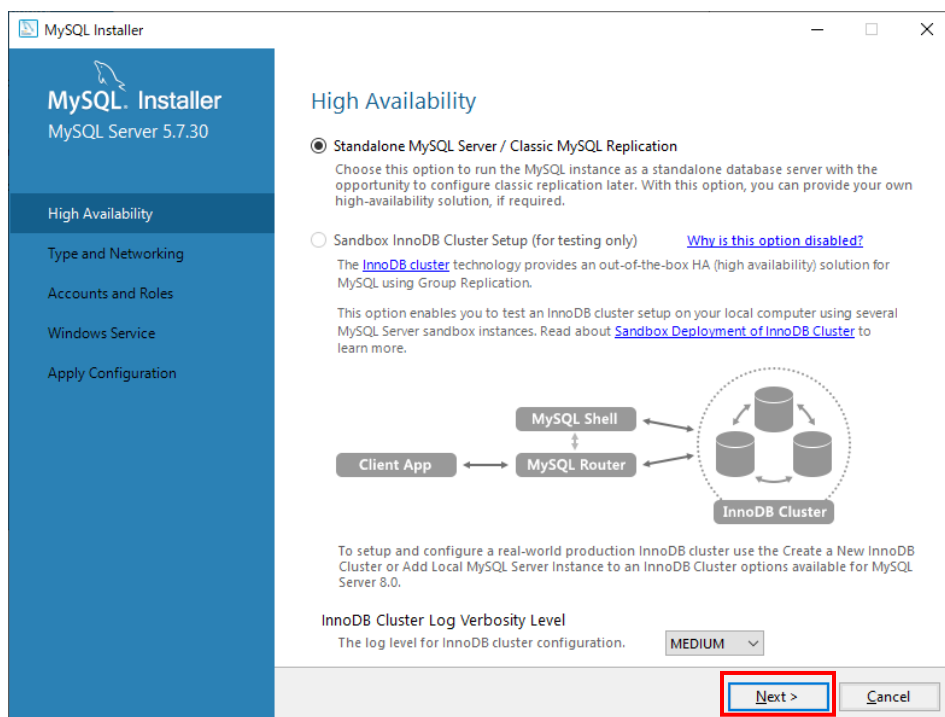 MySQL Installer
MySQL. Installer
MySQL Server 5.7.30
High Availability
Type and Networking
Accounts and Roles
Windows Service
Apply Configuration
High Availability
Standalone MySQL Server / Classic MySQL Replication
Choose this option to run the MySQL instance as a standalone database server with the
opportunity to configure classic replication later. With this option, you can provide your own
high-availability solution, if required.
Sandbox InnoDB Cluster Setup (for testing only) Why is this option disabled?
The InnoDB cluster technology provides an out-of-the-box HA (high availability) solution for
MySQL using Group Replication.
This option enables you to test an InnoDB cluster setup on your local computer using several
MySQL Server sandbox instances. Read about Sandbox Deployment of InnoDB Cluster to
learn more.
MySQL Shell
Client App
MySQL Router
InnoDB Cluster
To setup and configure a real-world production InnoDB cluster use the Create a New InnoDB
Cluster or Add Local MySQL Server Instance to an InnoDB Cluster options available for MySQL
Server 8.0.
InnoDB Cluster Log Verbosity Level
The log level for InnoDB cluster configuration. MEDIUM
Next > Cancel